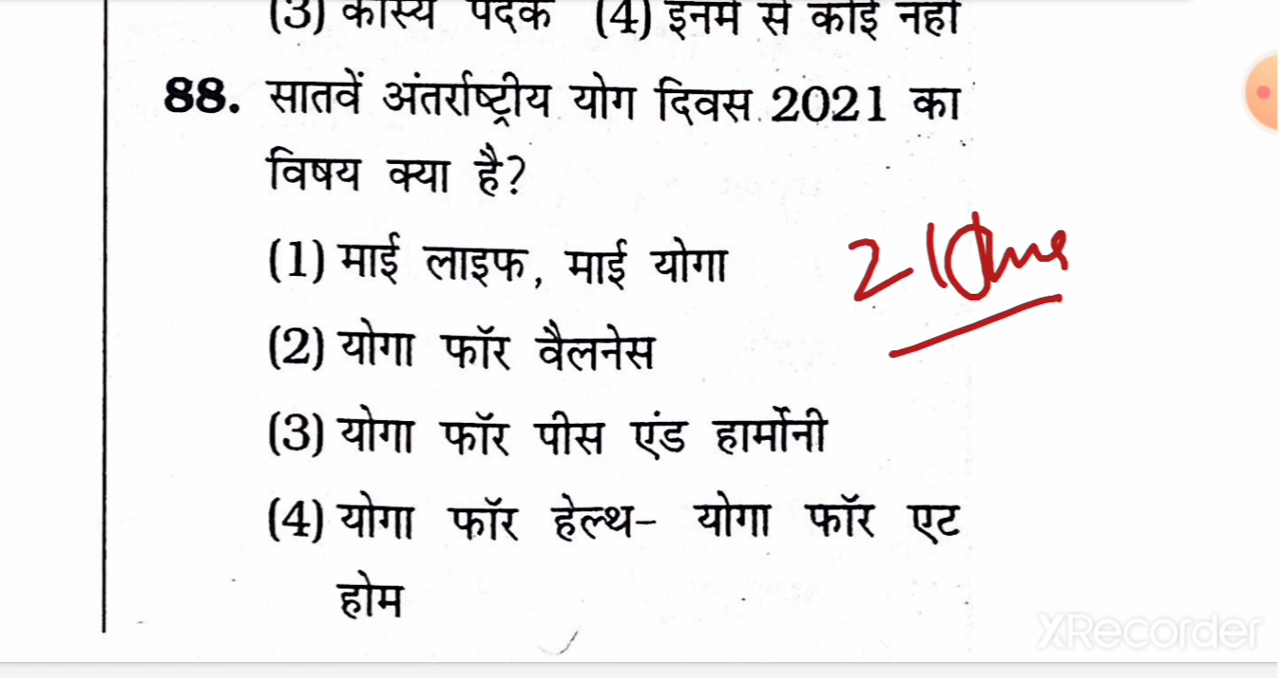 (3) कांस्य पदक (4) इनमें से कोई नहीं
88. सातवें अंतर्राष्ट्रीय योग दिवस 2021 का
विषय क्या है?
(1) माई लाइफ, माई योगा
21
(2) योगा फॉर वैलनेस
(3) योगा फॉर पीस एंड हार्मोनी
(4) योगा फॉर हेल्थ- योगा फॉर एट
होम
XRecorder